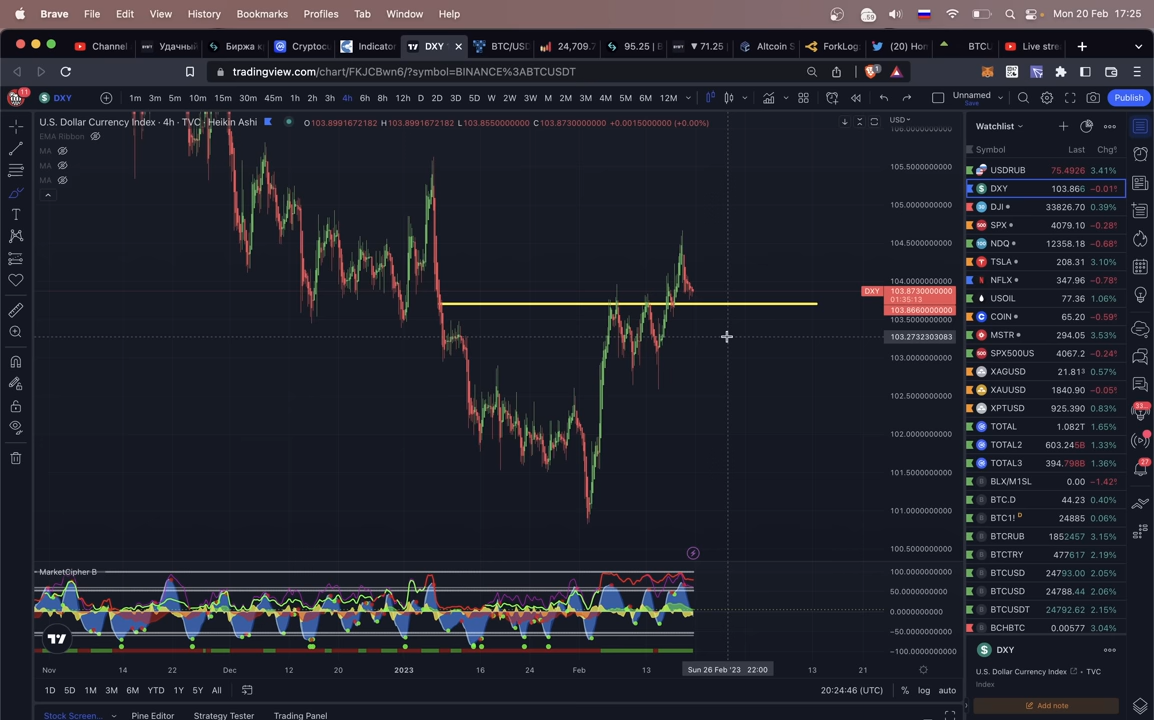 Brave File Edit View History Bookmarks Profiles Tab Window Help 59 Mon 20 Feb 17:25
Channel Удачный Биржа к Cryptoc Indicator DXY BTC/USD 24,709.7 95.25 | B ▼ 71.25 Altcoin S ForkLog: (20) Hon BTCU Live stre
tradingview.com/chart/FKJCBwn6/?symbol=BINANCE%3ABTCUSDT
11 DXY 1m 3m 5m 10m 15m 10m 30m 45m 1h 2h 3h 4h 6h 8h 12h D 2D 3D 5D W 2W 3W M 2M 3M 4M 5M 6M 12M Unnamed Save Publish
U.S. Dollar Currency Index · 4h · TVC · Heikin Ashi O103.8991672182 H103.8991672182 L103.8550000000 C103.8730000000 +0.0015000000 (+0.00%) USD
EMA Ribbon
MA
MA
MA
105.5000000000
105.0000000000
104.5000000000
104.0000000000
DXY 103.8730000000
01:35:13
103.8660000000
103.5000000000
103.2732303083
103.0000000000
102.5000000000
102.0000000000
101.5000000000
101.0000000000
100.5000000000
MarketCipher B
100.0000000000
50.0000000000
0.0000000000
−50.0000000000
−100.0000000000
Nov 14 22 Dec 12 20 2023 16 24 Feb 13 Sun 26 Feb '23 22:00 13 21
1D 5D 1M 3M 6M YTD 1Y 5Y All 20:24:46 (UTC) % log auto
Stock Screen... Pine Editor Strategy Tester Trading Panel
Watchlist
Symbol Last Chg%
USDRUB 75.4926 3.41%
DXY 103.866 −0.01%
DJI 33826.70 0.39%
SPX 4079.10 −0.28%
NDQ 12358.18 −0.68%
TSLA 208.31 3.10%
NFLX 347.96 −0.78%
USOIL 77.36 1.06%
COIN 65.20 −0.59%
MSTR 294.05 3.53%
SPX500US 4067.2 −0.24%
XAGUSD 21.813 0.57%
XAUUSD 1840.90 −0.05%
XPTUSD 925.390 0.83%
TOTAL 1.082T 1.65%
TOTAL2 603.245B 1.33%
TOTAL3 394.798B 1.36%
BLX/M1SL 0.00 −1.42%
BTC.D 44.23 0.40%
BTC1! D 24885 0.06%
BTCRUB 1852457 3.15%
BTCTRY 477617 2.19%
BTCUSD 24793.00 2.05%
BTCUSD 24788.44 2.06%
BTCUSDT 24792.62 2.15%
BCHBTC 0.00577 3.04%
DXY
U.S. Dollar Currency Index · TVC
Index
Add note
33
27